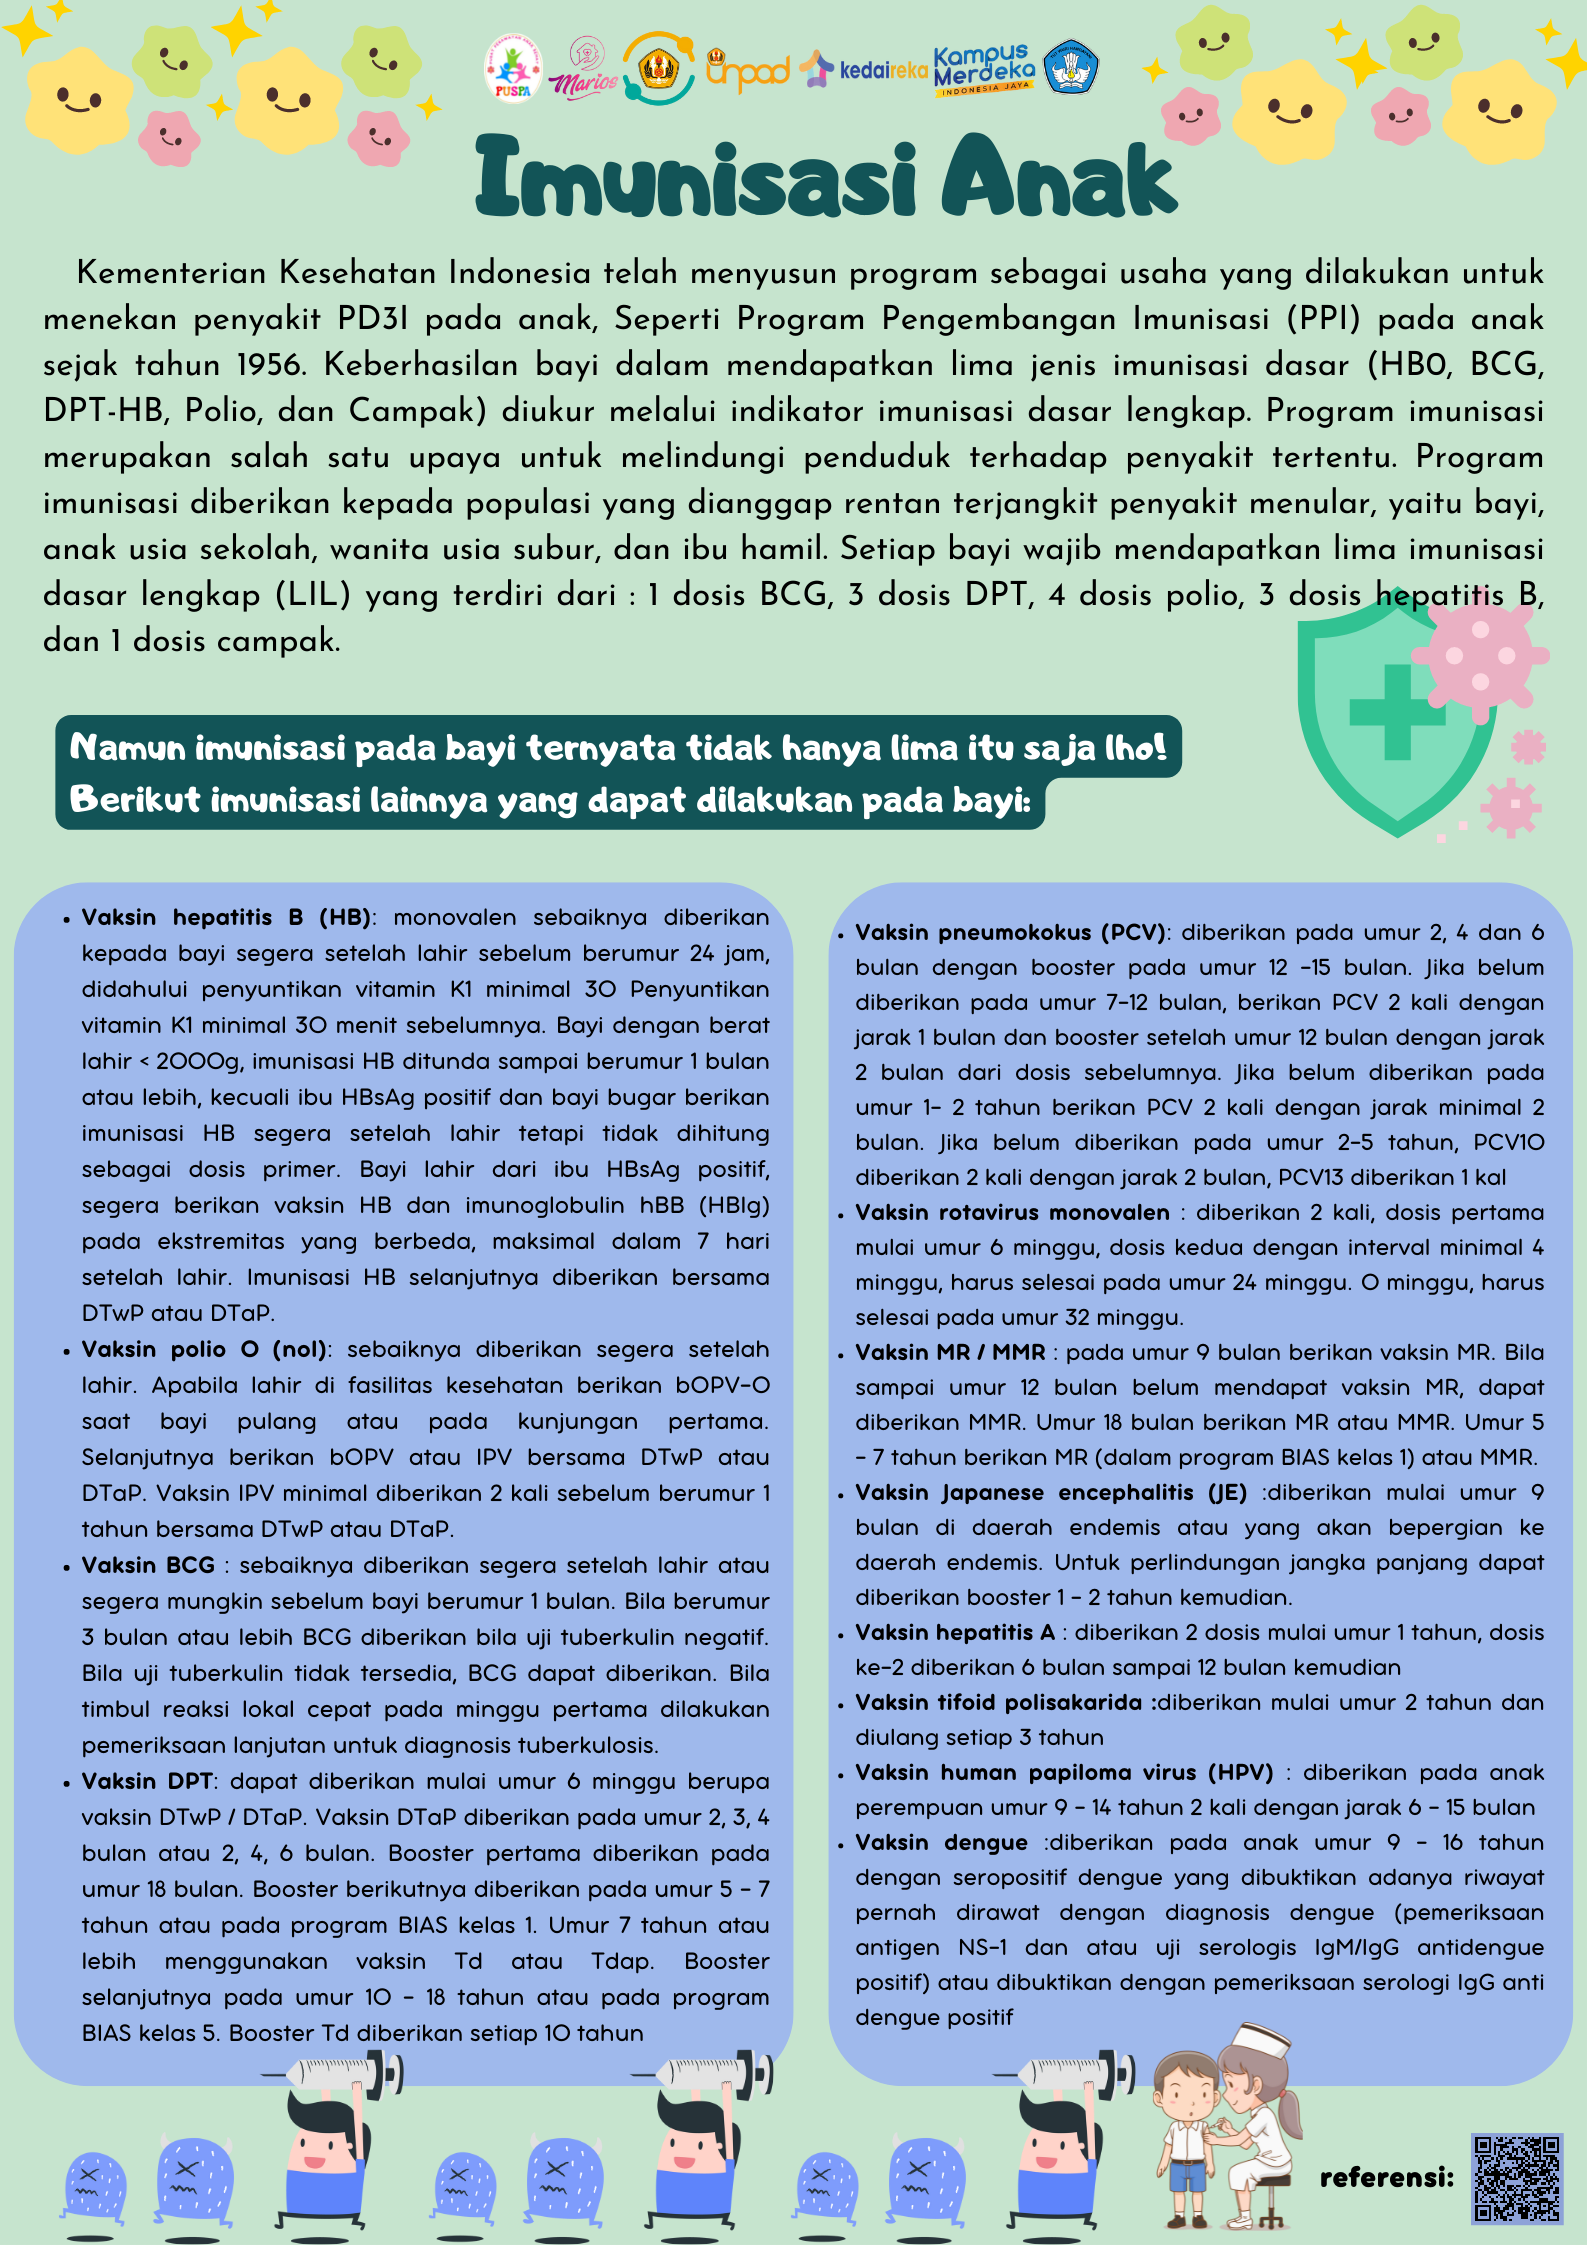 PUSPA
Marios
unpad
kedaireka
Kampus
Merdeka
INDONESIA JAYA
Imunisasi Anak
Kementerian Kesehatan Indonesia telah menyusun program sebagai usaha yang dilakukan untuk
menekan penyakit PD3I pada anak, Seperti Program Pengembangan Imunisasi (PPI) pada anak
sejak tahun 1956. Keberhasilan bayi dalam mendapatkan lima jenis imunisasi dasar (HB0, BCG,
DPT-HB, Polio, dan Campak) diukur melalui indikator imunisasi dasar lengkap. Program imunisasi
merupakan salah satu upaya untuk melindungi penduduk terhadap penyakit tertentu. Program
imunisasi diberikan kepada populasi yang dianggap rentan terjangkit penyakit menular, yaitu bayi,
anak usia sekolah, wanita usia subur, dan ibu hamil. Setiap bayi wajib mendapatkan lima imunisasi
dasar lengkap (LIL) yang terdiri dari : 1 dosis BCG, 3 dosis DPT, 4 dosis polio, 3 dosis hepatitis B,
dan 1 dosis campak.
Namun imunisasi pada bayi ternyata tidak hanya lima itu saja lho!
Berikut imunisasi lainnya yang dapat dilakukan pada bayi:
• Vaksin hepatitis B (HB): monovalen sebaiknya diberikan
kepada bayi segera setelah lahir sebelum berumur 24 jam,
didahului penyuntikan vitamin K1 minimal 30 Penyuntikan
vitamin K1 minimal 30 menit sebelumnya. Bayi dengan berat
lahir < 2000g, imunisasi HB ditunda sampai berumur 1 bulan
atau lebih, kecuali ibu HBsAg positif dan bayi bugar berikan
imunisasi HB segera setelah lahir tetapi tidak dihitung
sebagai dosis primer. Bayi lahir dari ibu HBsAg positif,
segera berikan vaksin HB dan imunoglobulin hBB (HBIg)
pada ekstremitas yang berbeda, maksimal dalam 7 hari
setelah lahir. Imunisasi HB selanjutnya diberikan bersama
DTwP atau DTaP.
• Vaksin polio 0 (nol): sebaiknya diberikan segera setelah
lahir. Apabila lahir di fasilitas kesehatan berikan bOPV-0
saat bayi pulang atau pada kunjungan pertama.
Selanjutnya berikan bOPV atau IPV bersama DTwP atau
DTaP. Vaksin IPV minimal diberikan 2 kali sebelum berumur 1
tahun bersama DTwP atau DTaP.
• Vaksin BCG : sebaiknya diberikan segera setelah lahir atau
segera mungkin sebelum bayi berumur 1 bulan. Bila berumur
3 bulan atau lebih BCG diberikan bila uji tuberkulin negatif.
Bila uji tuberkulin tidak tersedia, BCG dapat diberikan. Bila
timbul reaksi lokal cepat pada minggu pertama dilakukan
pemeriksaan lanjutan untuk diagnosis tuberkulosis.
• Vaksin DPT: dapat diberikan mulai umur 6 minggu berupa
vaksin DTwP / DTaP. Vaksin DTaP diberikan pada umur 2, 3, 4
bulan atau 2, 4, 6 bulan. Booster pertama diberikan pada
umur 18 bulan. Booster berikutnya diberikan pada umur 5 - 7
tahun atau pada program BIAS kelas 1. Umur 7 tahun atau
lebih menggunakan vaksin Td atau Tdap. Booster
selanjutnya pada umur 10 - 18 tahun atau pada program
BIAS kelas 5. Booster Td diberikan setiap 10 tahun
• Vaksin pneumokokus (PCV): diberikan pada umur 2, 4 dan 6
bulan dengan booster pada umur 12 -15 bulan. Jika belum
diberikan pada umur 7-12 bulan, berikan PCV 2 kali dengan
jarak 1 bulan dan booster setelah umur 12 bulan dengan jarak
2 bulan dari dosis sebelumnya. Jika belum diberikan pada
umur 1- 2 tahun berikan PCV 2 kali dengan jarak minimal 2
bulan. Jika belum diberikan pada umur 2-5 tahun, PCV10
diberikan 2 kali dengan jarak 2 bulan, PCV13 diberikan 1 kal
• Vaksin rotavirus monovalen : diberikan 2 kali, dosis pertama
mulai umur 6 minggu, dosis kedua dengan interval minimal 4
minggu, harus selesai pada umur 24 minggu. 0 minggu, harus
selesai pada umur 32 minggu.
• Vaksin MR / MMR : pada umur 9 bulan berikan vaksin MR. Bila
sampai umur 12 bulan belum mendapat vaksin MR, dapat
diberikan MMR. Umur 18 bulan berikan MR atau MMR. Umur 5
- 7 tahun berikan MR (dalam program BIAS kelas 1) atau MMR.
• Vaksin Japanese encephalitis (JE) :diberikan mulai umur 9
bulan di daerah endemis atau yang akan bepergian ke
daerah endemis. Untuk perlindungan jangka panjang dapat
diberikan booster 1 - 2 tahun kemudian.
• Vaksin hepatitis A : diberikan 2 dosis mulai umur 1 tahun, dosis
ke-2 diberikan 6 bulan sampai 12 bulan kemudian
• Vaksin tifoid polisakarida :diberikan mulai umur 2 tahun dan
diulang setiap 3 tahun
• Vaksin human papiloma virus (HPV) : diberikan pada anak
perempuan umur 9 - 14 tahun 2 kali dengan jarak 6 - 15 bulan
• Vaksin dengue :diberikan pada anak umur 9 - 16 tahun
dengan seropositif dengue yang dibuktikan adanya riwayat
pernah dirawat dengan diagnosis dengue (pemeriksaan
antigen NS-1 dan atau uji serologis IgM/IgG antidengue
positif) atau dibuktikan dengan pemeriksaan serologi IgG anti
dengue positif
referensi: